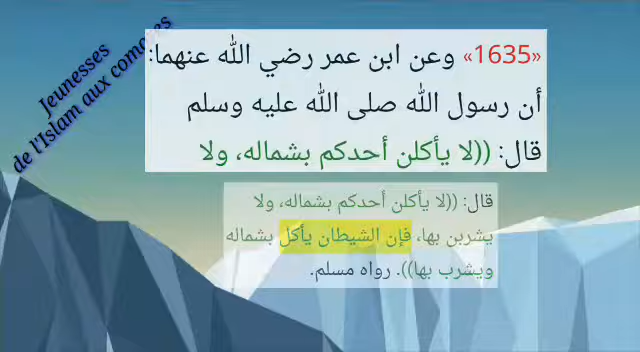 Jeunesses
de l'Islam aux comores
«1635» وعن ابن عمر رضي الله عنهما:
أن رسول الله صلى الله عليه وسلم
قال: ((لا يأكلن أحدكم بشماله، ولا
قال: ((لا يأكلن أحدكم بشماله، ولا
يشربن بها، فإن الشيطان يأكل بشماله
ويشرب بها)). رواه مسلم.